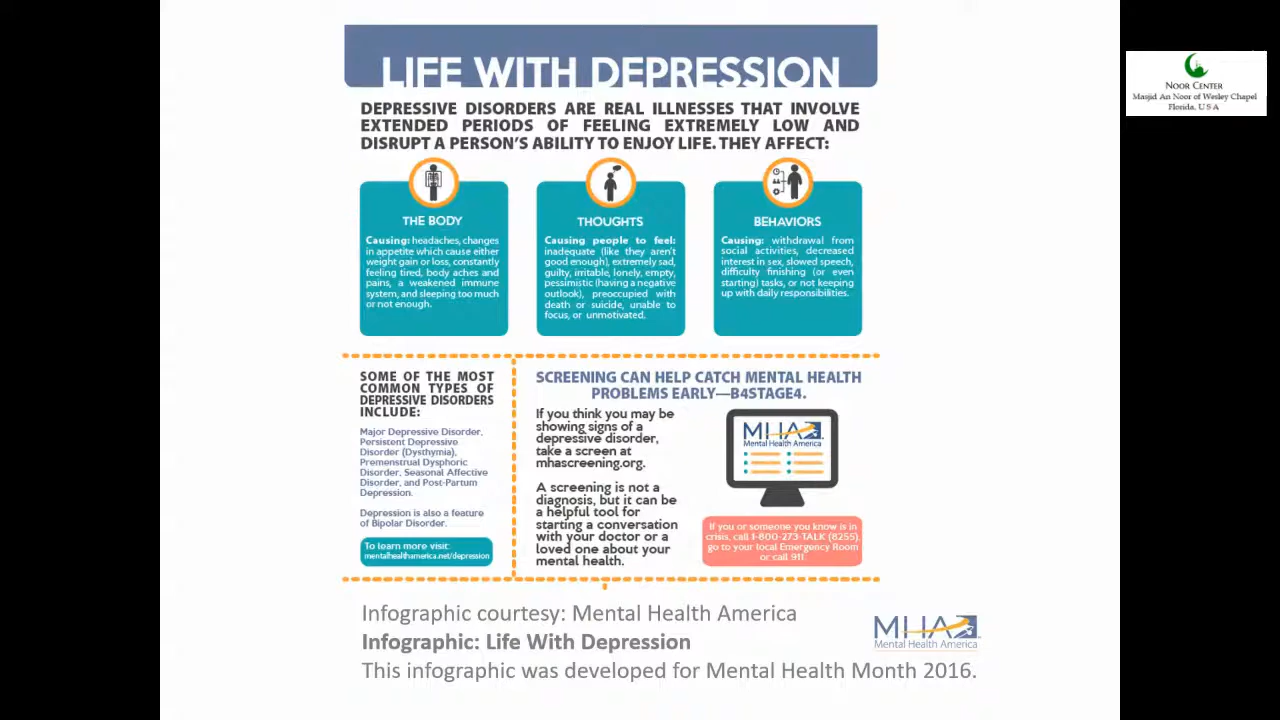 LIFE WITH DEPRESSION
DEPRESSIVE DISORDERS ARE REAL ILLNESSES THAT INVOLVE
EXTENDED PERIODS OF FEELING EXTREMELY LOW AND
DISRUPT A PERSON'S ABILITY TO ENJOY LIFE. THEY AFFECT:
THE BODY
Causing: headaches, changes
in appetite which cause either
weight gain or loss, constantly
feeling tired, body aches and
pains, a weakened immune
system, and sleeping too much
or not enough.
THOUGHTS
Causing people to feel:
inadequate (like they aren't
good enough), extremely sad,
guilty, irritable, lonely, empty,
pessimistic (having a negative
outlook), preoccupied with
death or suicide, unable to
focus, or unmotivated.
BEHAVIORS
Causing: withdrawal from
social activities, decreased
interest in sex, slowed speech,
difficulty finishing (or even
starting) tasks, or not keeping
up with daily responsibilities.
SOME OF THE MOST
COMMON TYPES OF
DEPRESSIVE DISORDERS
INCLUDE:
Major Depressive Disorder,
Persistent Depressive
Disorder (Dysthymia),
Premenstrual Dysphoric
Disorder, Seasonal Affective
Disorder, and Post-Partum
Depression.
Depression is also a feature
of Bipolar Disorder.
To learn more visit:
mentalhealthamerica.net/depression
SCREENING CAN HELP CATCH MENTAL HEALTH
PROBLEMS EARLY—B4STAGE4.
If you think you may be
showing signs of a
depressive disorder,
take a screen at
mhascreening.org.
A screening is not a
diagnosis, but it can be
a helpful tool for
starting a conversation
with your doctor or a
loved one about your
mental health.
MHA
Mental Health America
If you or someone you know is in
crisis, call 1-800-273-TALK (8255),
go to your local Emergency Room
or call 911.
Infographic courtesy: Mental Health America
Infographic: Life With Depression
This infographic was developed for Mental Health Month 2016.
MHA
Mental Health America
NOOR CENTER
Masjid An Noor of Wesley Chapel
Florida, U S A